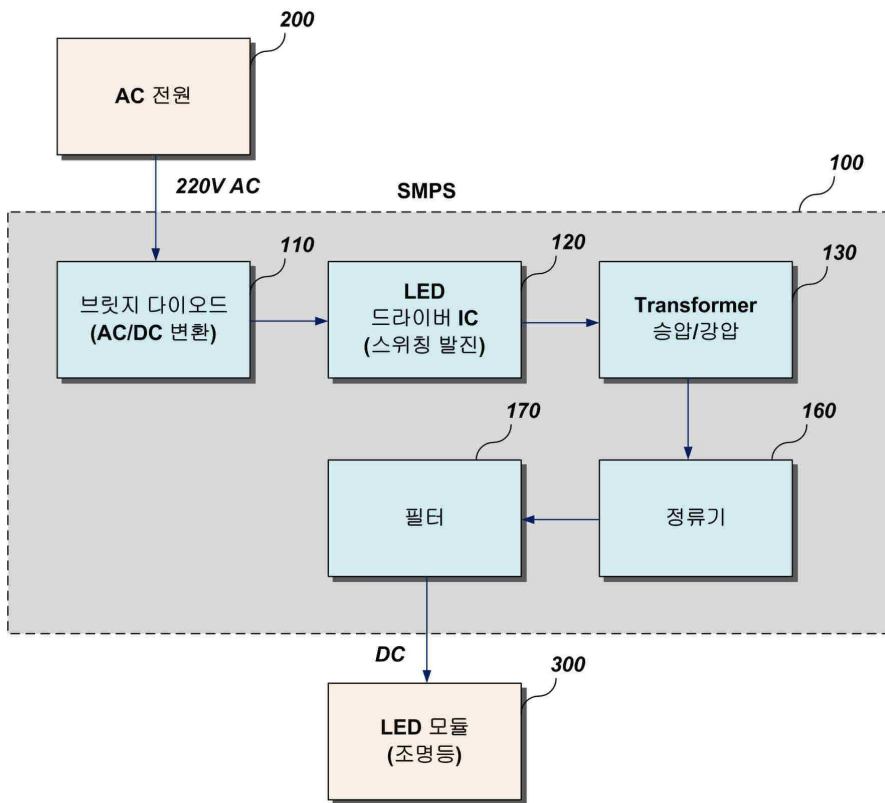 200
AC 전원
220V AC
SMPS
100
110
120
130
브릿지 다이오드
(AC/DC 변환)
LED
드라이버 IC
(스위칭 발진)
Transformer
승압/강압
170
160
필터
정류기
DC
300
LED 모듈
(조명등)